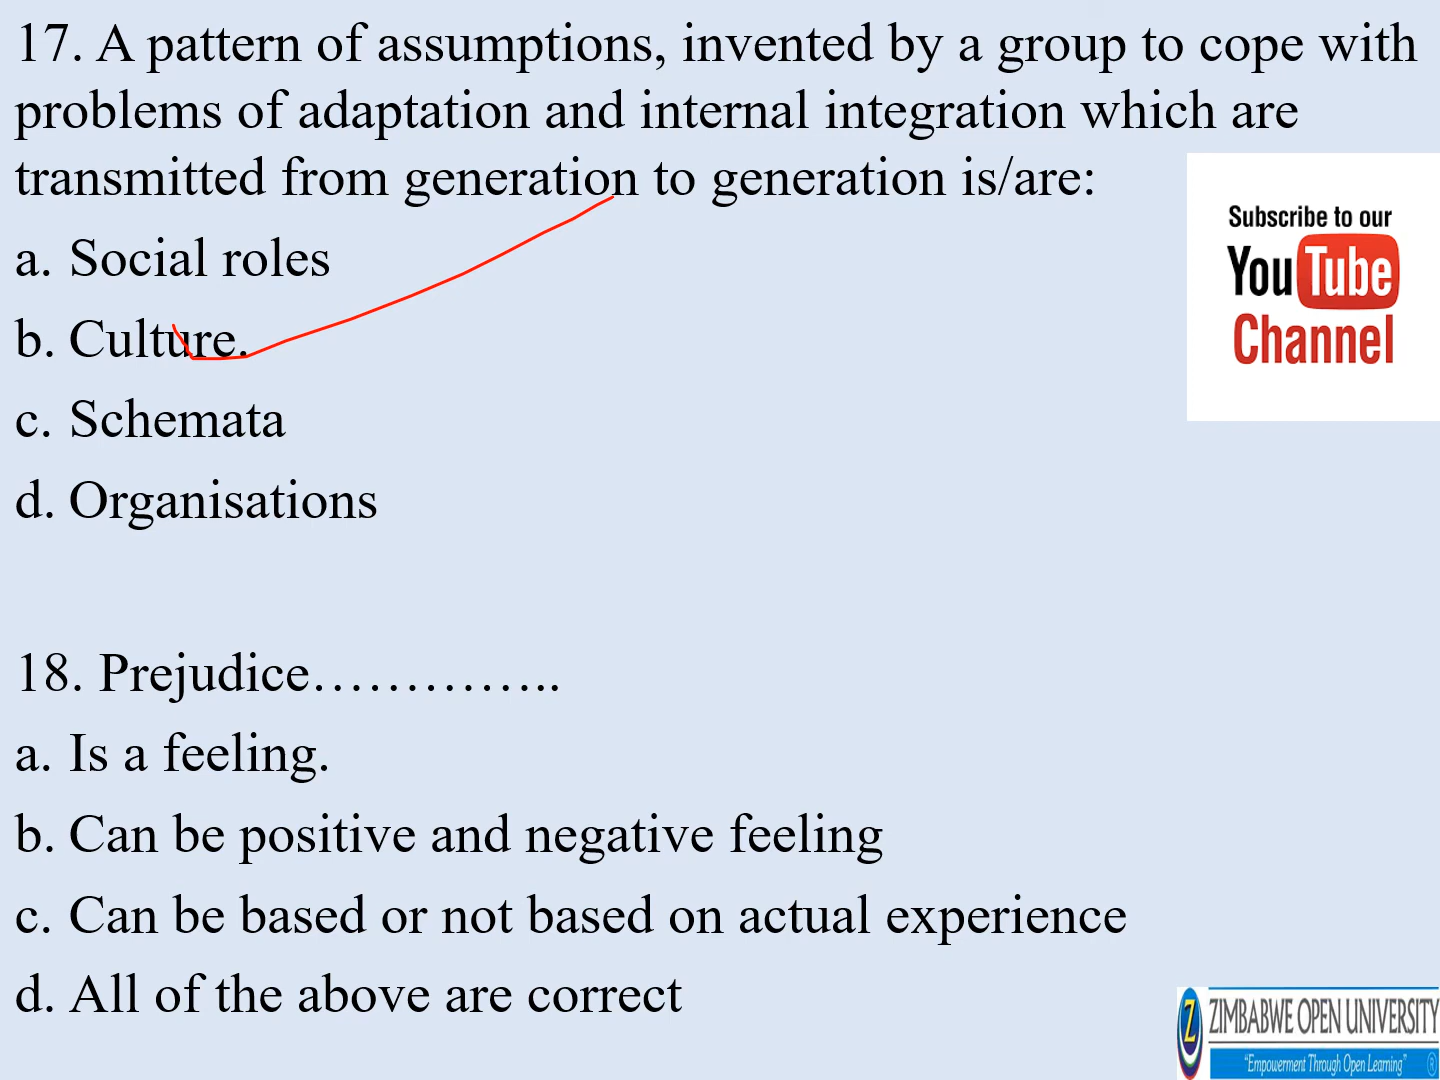 17. A pattern of assumptions, invented by a group to cope with
problems of adaptation and internal integration which are
transmitted from generation to generation is/are:
a. Social roles
b. Culture.
c. Schemata
d. Organisations
Subscribe to our
YouTube
Channel
18. Prejudice…………..
a. Is a feeling.
b. Can be positive and negative feeling
c. Can be based or not based on actual experience
d. All of the above are correct
Z
ZIMBABWE OPEN UNIVERSITY
“Empowerment Through Open Learning”
®